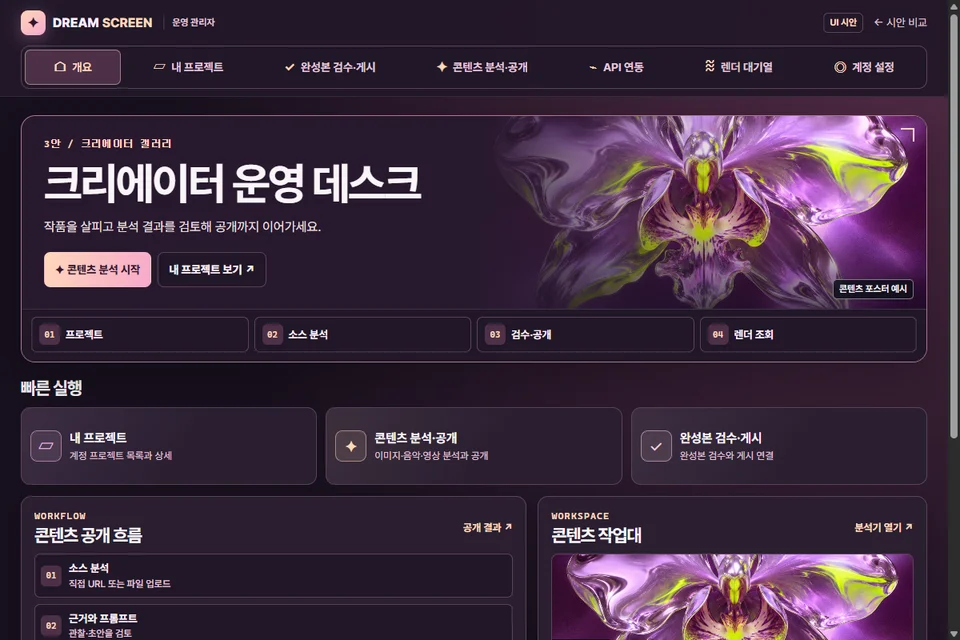 DREAM SCREEN
운영 관리자
UI 시안
← 시안 비교
개요
내 프로젝트
완성본 검수·게시
콘텐츠 분석·공개
API 연동
렌더 대기열
계정 설정
3안 / 크리에이터 갤러리
크리에이터 운영 데스크
작품을 살피고 분석 결과를 검토해 공개까지 이어가세요.
✦ 콘텐츠 분석 시작
내 프로젝트 보기 ↗
콘텐츠 포스터 예시
01 프로젝트
02 소스 분석
03 검수·공개
04 렌더 조회
빠른 실행
내 프로젝트
계정 프로젝트 목록과 상세
콘텐츠 분석·공개
이미지·음악·영상 분석과 공개
완성본 검수·게시
완성본 검수와 게시 연결
WORKFLOW
콘텐츠 공개 흐름
공개 결과 ↗
01 소스 분석
직접 URL 또는 파일 업로드
02 근거와 프롬프트
관찰·초안을 검토
WORKSPACE
콘텐츠 작업대
분석기 열기 ↗